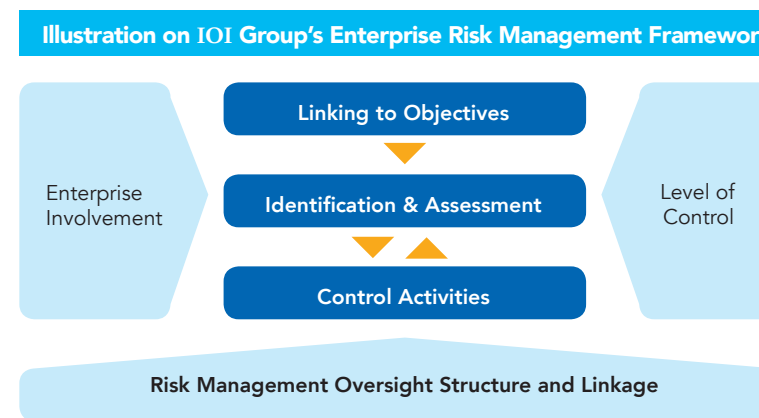 Illustration on IOI Group's Enterprise Risk Management Framewor
Linking to Objectives
Enterprise
Involvement
Identification & Assessment
Level of
Control
Control Activities
Risk Management Oversight Structure and Linkage